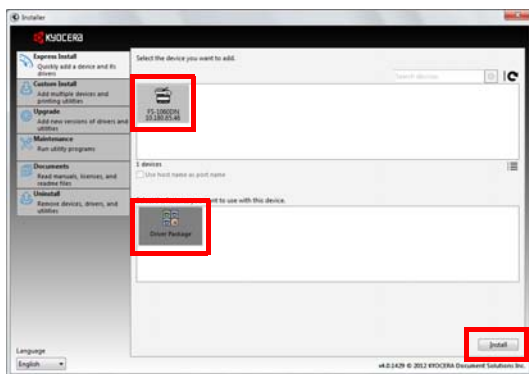 Installer
KYOCERA
Express Install
Quickly add a device and its
drivers
Custom Install
Add multiple devices and
printing utilities
Upgrade
Add new versions of drivers and
utilities
Maintenance
Run utility programs
Documents
Read manuals, licenses, and
readme files
Uninstall
Remove devices, drivers, and
utilities
Language
English
Select the device you want to add.
Search devices
FS-1060DN
10.180.65.46
1 devices
Use host name as port name
nt to use with this device.
Driver Package
Install
v4.0.1429 © 2012 KYOCERA Document Solutions Inc.